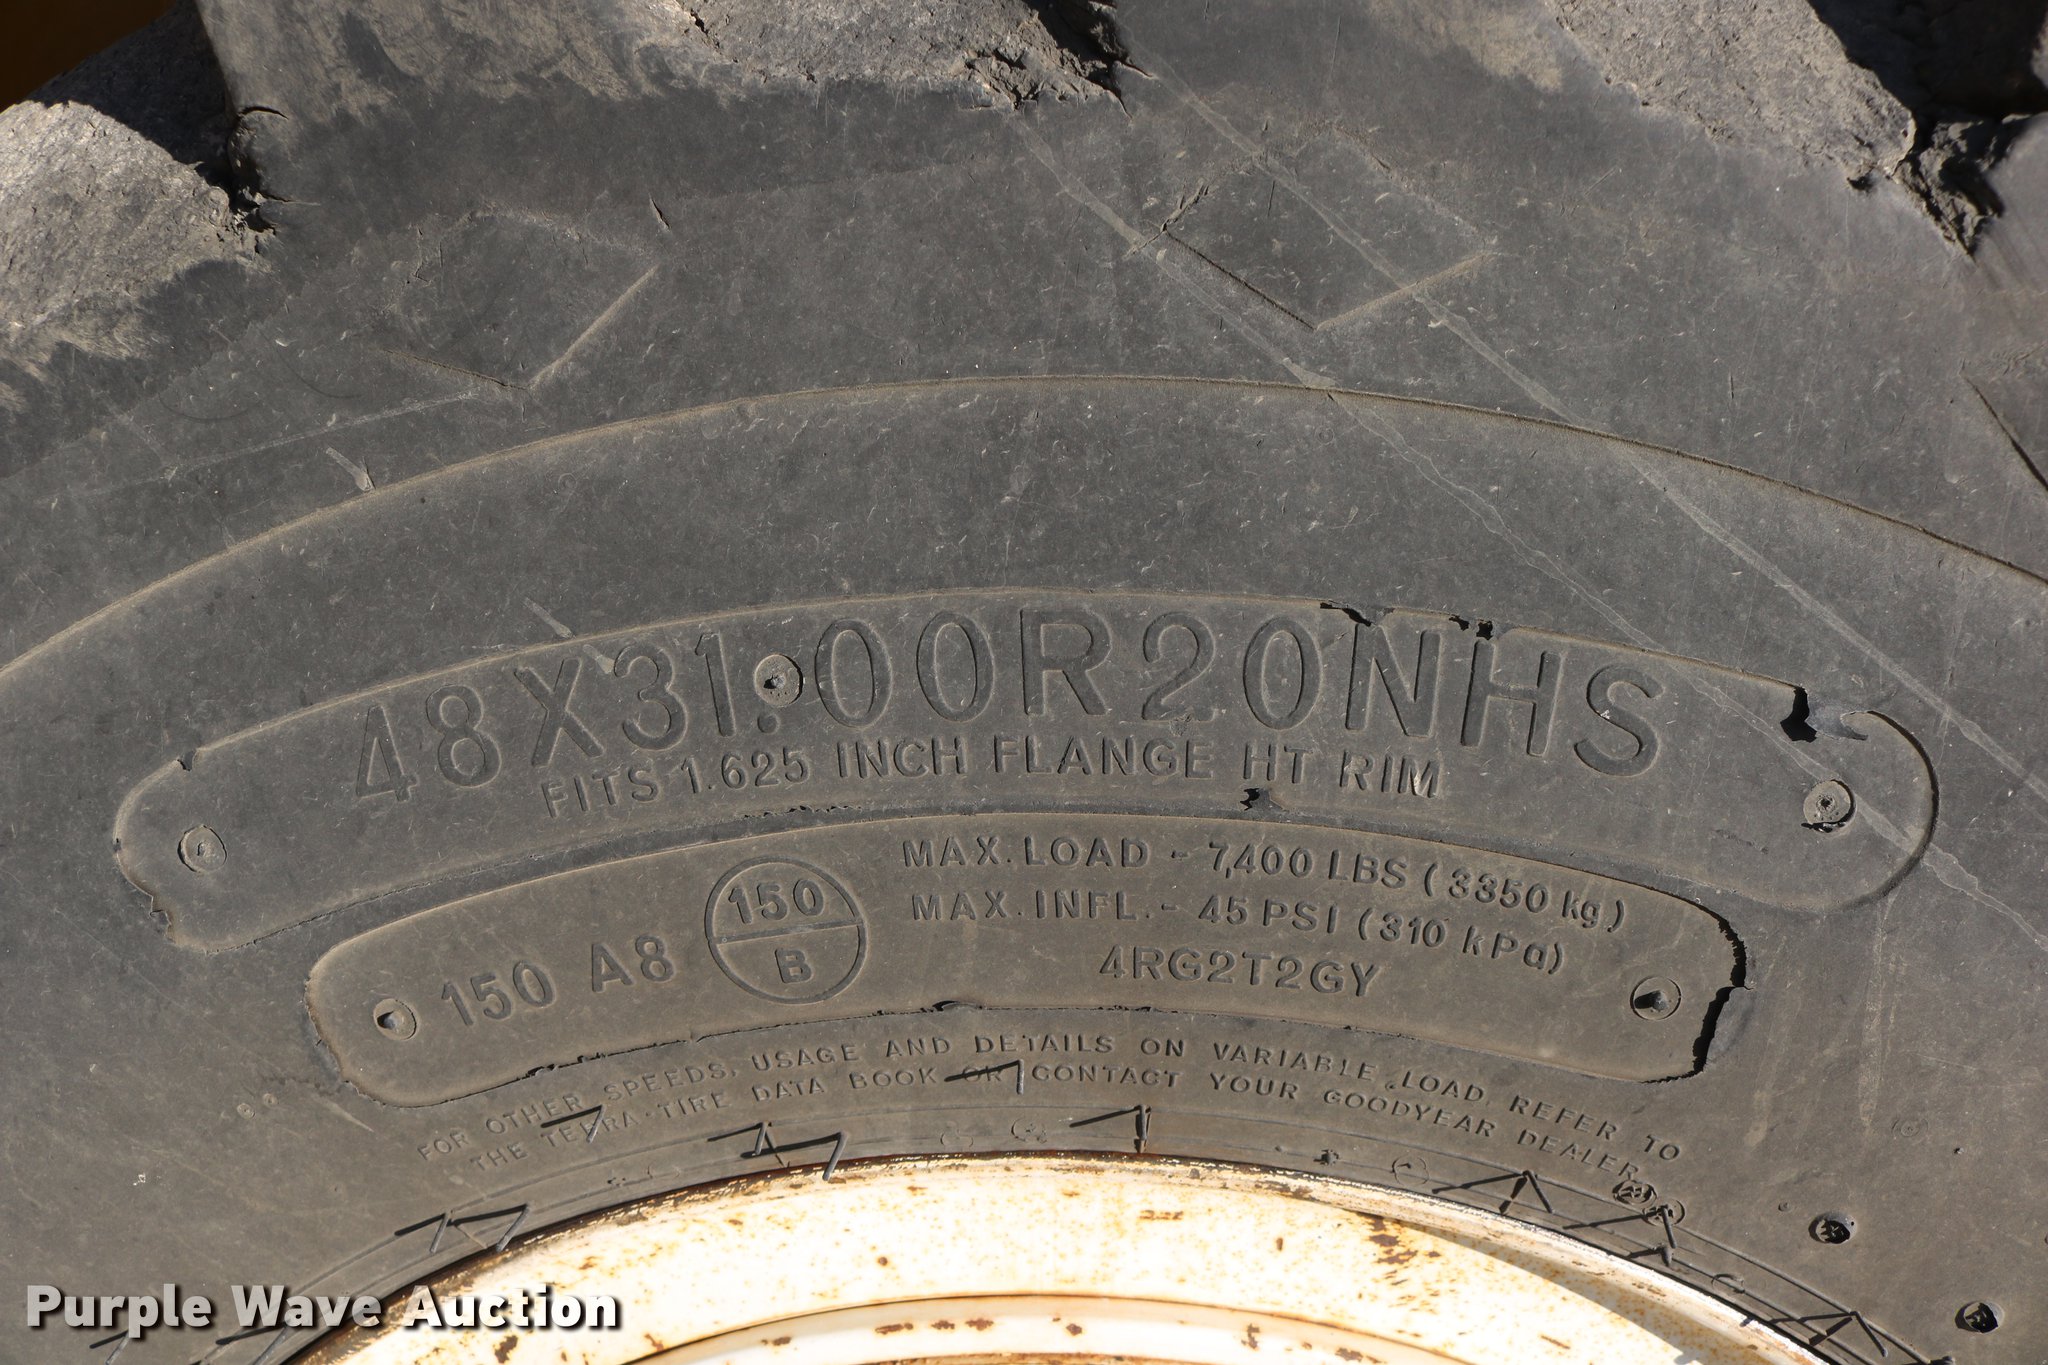 48X31.00R20NHS
FITS 1.625 INCH FLANGE HT RIM
150 A8
150
B
MAX. LOAD - 7,400 LBS (3350 kg.)
MAX. INFL. - 45 PSI (310 kPa)
4RG2T2GY
FOR OTHER SPEEDS, USAGE AND DETAILS ON VARIABLE LOAD, REFER TO
THE TERRA-TIRE DATA BOOK OR CONTACT YOUR GOODYEAR DEALER
Purple Wave Auction